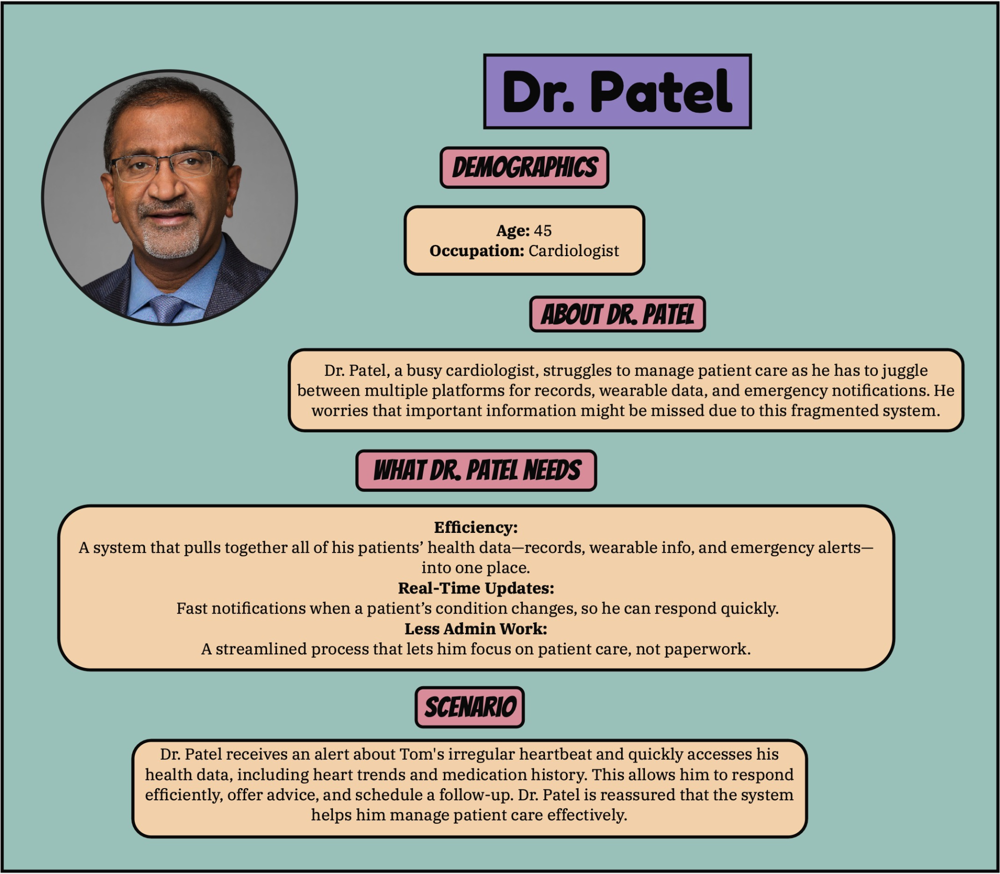 Dr. Patel
DEMOGRAPHICS
Age: 45
Occupation: Cardiologist
ABOUT DR. PATEL
Dr. Patel, a busy cardiologist, struggles to manage patient care as he has to juggle
between multiple platforms for records, wearable data, and emergency notifications. He
worries that important information might be missed due to this fragmented system.
WHAT DR. PATEL NEEDS
Efficiency:
A system that pulls together all of his patients’ health data—records, wearable info, and emergency alerts—
into one place.
Real-Time Updates:
Fast notifications when a patient’s condition changes, so he can respond quickly.
Less Admin Work:
A streamlined process that lets him focus on patient care, not paperwork.
SCENARIO
Dr. Patel receives an alert about Tom's irregular heartbeat and quickly accesses his
health data, including heart trends and medication history. This allows him to respond
efficiently, offer advice, and schedule a follow-up. Dr. Patel is reassured that the system
helps him manage patient care effectively.